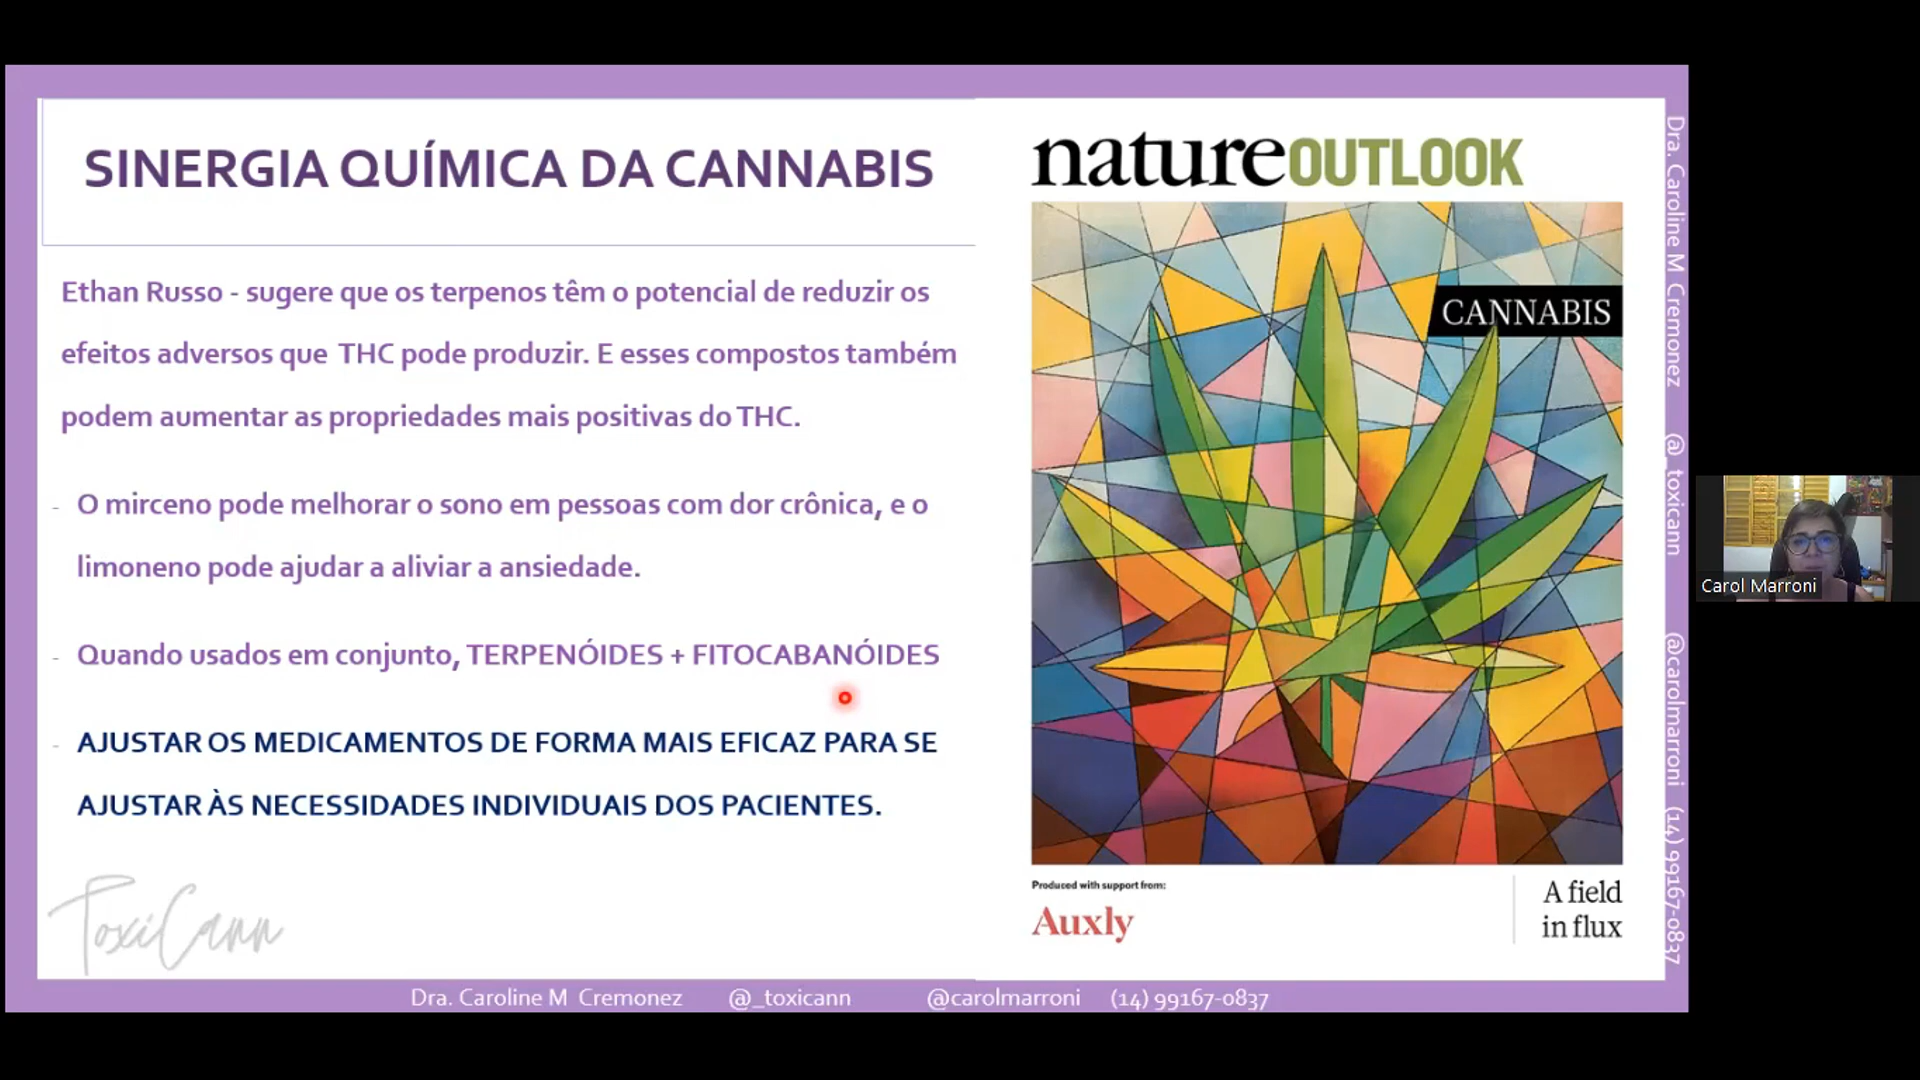 SINERGIA QUÍMICA DA CANNABIS
Ethan Russo - sugere que os terpenos têm o potencial de reduzir os
efeitos adversos que THC pode produzir. E esses compostos também
podem aumentar as propriedades mais positivas do THC.
- O mirceno pode melhorar o sono em pessoas com dor crônica, e o
limoneno pode ajudar a aliviar a ansiedade.
- Quando usados em conjunto, TERPENÓIDES + FITOCABANÓIDES
- AJUSTAR OS MEDICAMENTOS DE FORMA MAIS EFICAZ PARA SE
AJUSTAR ÀS NECESSIDADES INDIVIDUAIS DOS PACIENTES.
ToxiCann
natureOUTLOOK
CANNABIS
Produced with support from:
Auxly
A field
in flux
Dra. Caroline M Cremonez @_toxicann @carolmarroni (14) 99167-0837
Dra. Caroline M Cremonez @_toxicann @carolmarroni (14) 99167-0837
Carol Marroni